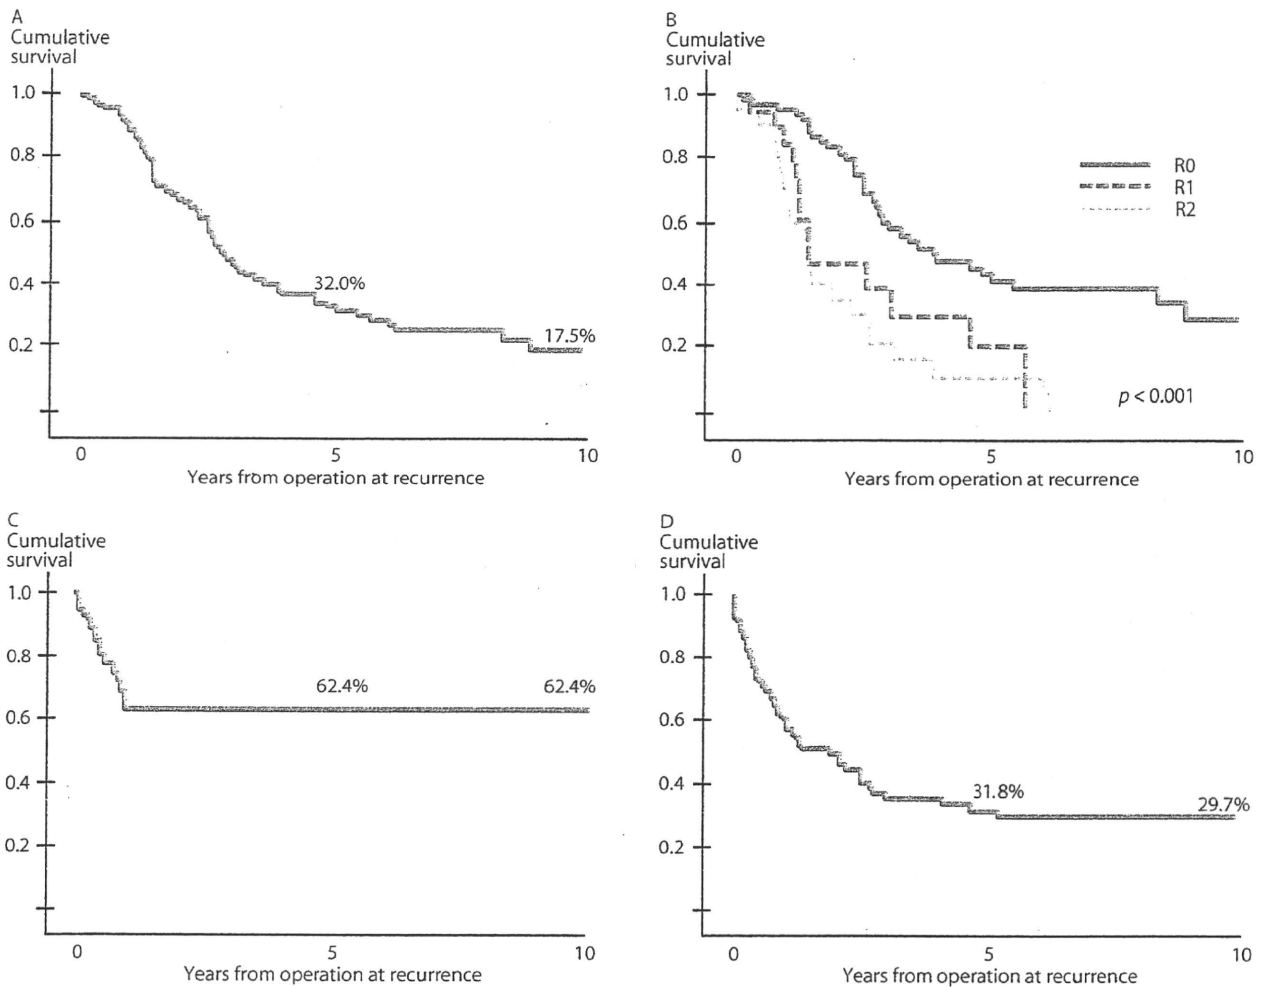 A
Cumulative
survival
1.0
0.8
0.6
0.4
0.2
32.0%
17.5%
0 5 10
Years from operation at recurrence
B
Cumulative
survival
1.0
0.8
0.6
0.4
0.2
R0
R1
R2
p < 0.001
0 5 10
Years from operation at recurrence
C
Cumulative
survival
1.0
0.8
0.6
0.4
0.2
62.4% 62.4%
0 5 10
Years from operation at recurrence
D
Cumulative
survival
1.0
0.8
0.6
0.4
0.2
31.8%
29.7%
0 5 10
Years from operation at recurrence